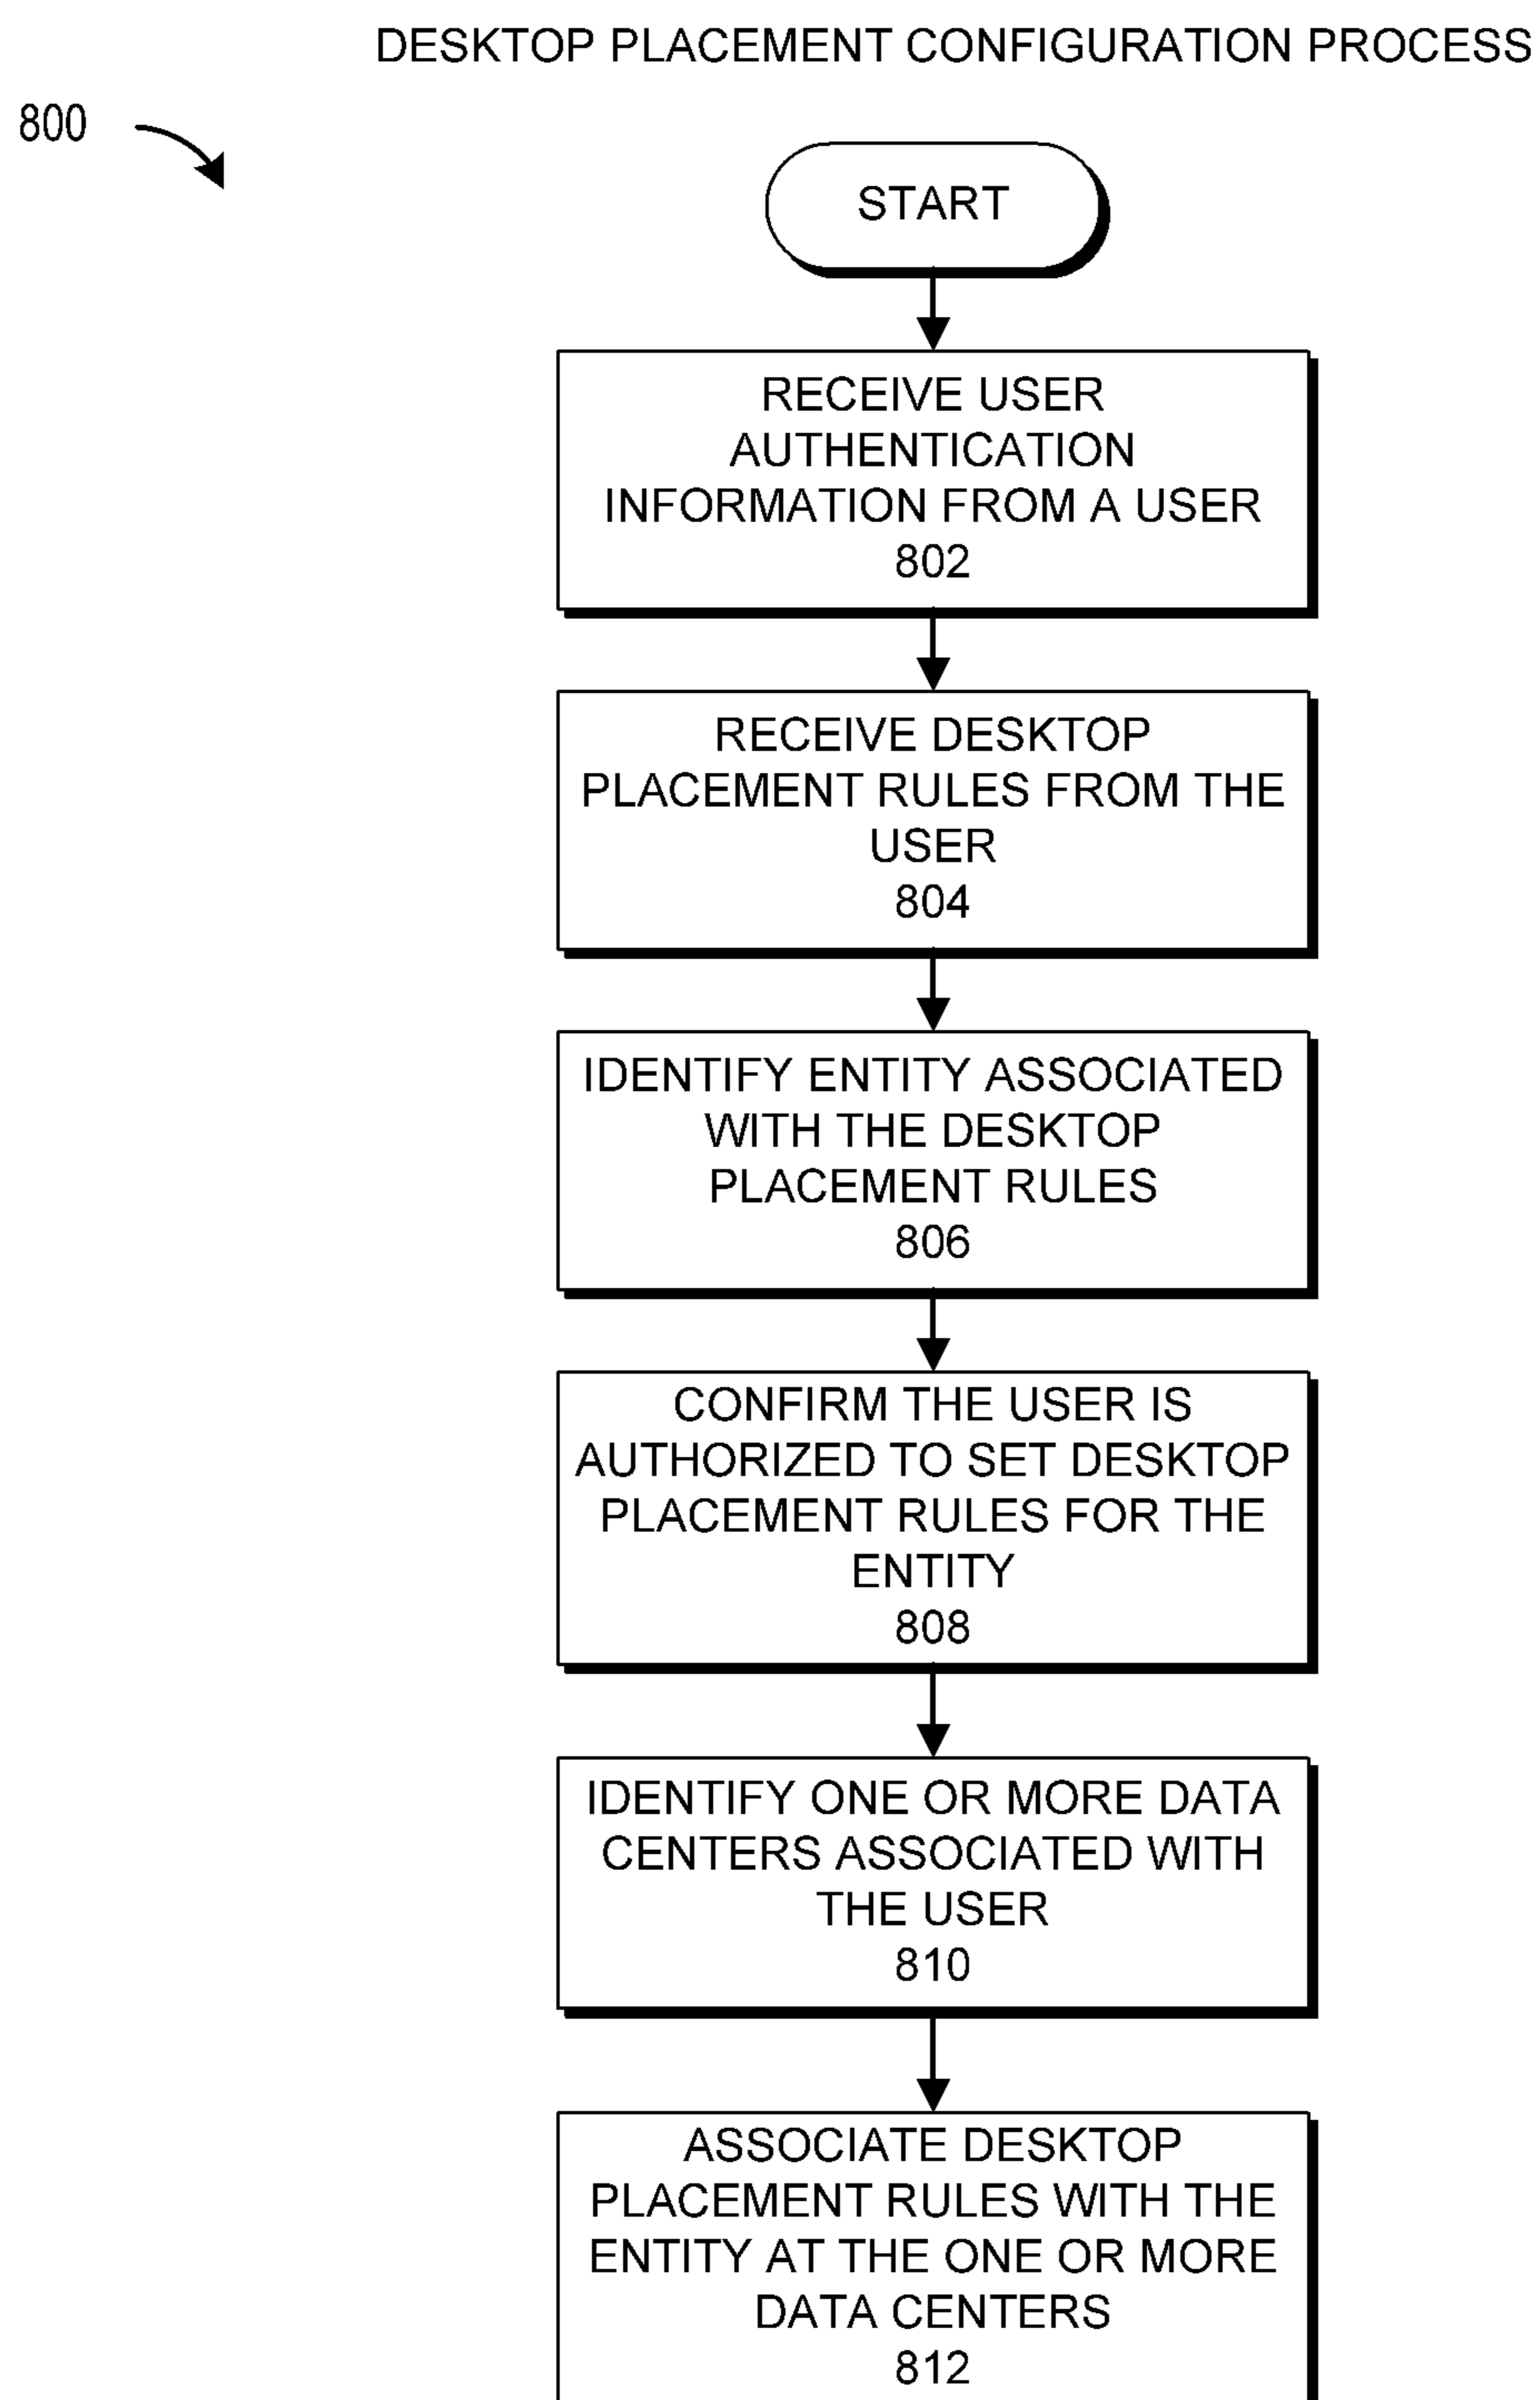 DESKTOP PLACEMENT CONFIGURATION PROCESS
800
START
RECEIVE USER
AUTHENTICATION
INFORMATION FROM A USER
802
RECEIVE DESKTOP
PLACEMENT RULES FROM THE
USER
804
IDENTIFY ENTITY ASSOCIATED
WITH THE DESKTOP
PLACEMENT RULES
806
CONFIRM THE USER IS
AUTHORIZED TO SET DESKTOP
PLACEMENT RULES FOR THE
ENTITY
808
IDENTIFY ONE OR MORE DATA
CENTERS ASSOCIATED WITH
THE USER
810
ASSOCIATE DESKTOP
PLACEMENT RULES WITH THE
ENTITY AT THE ONE OR MORE
DATA CENTERS
812